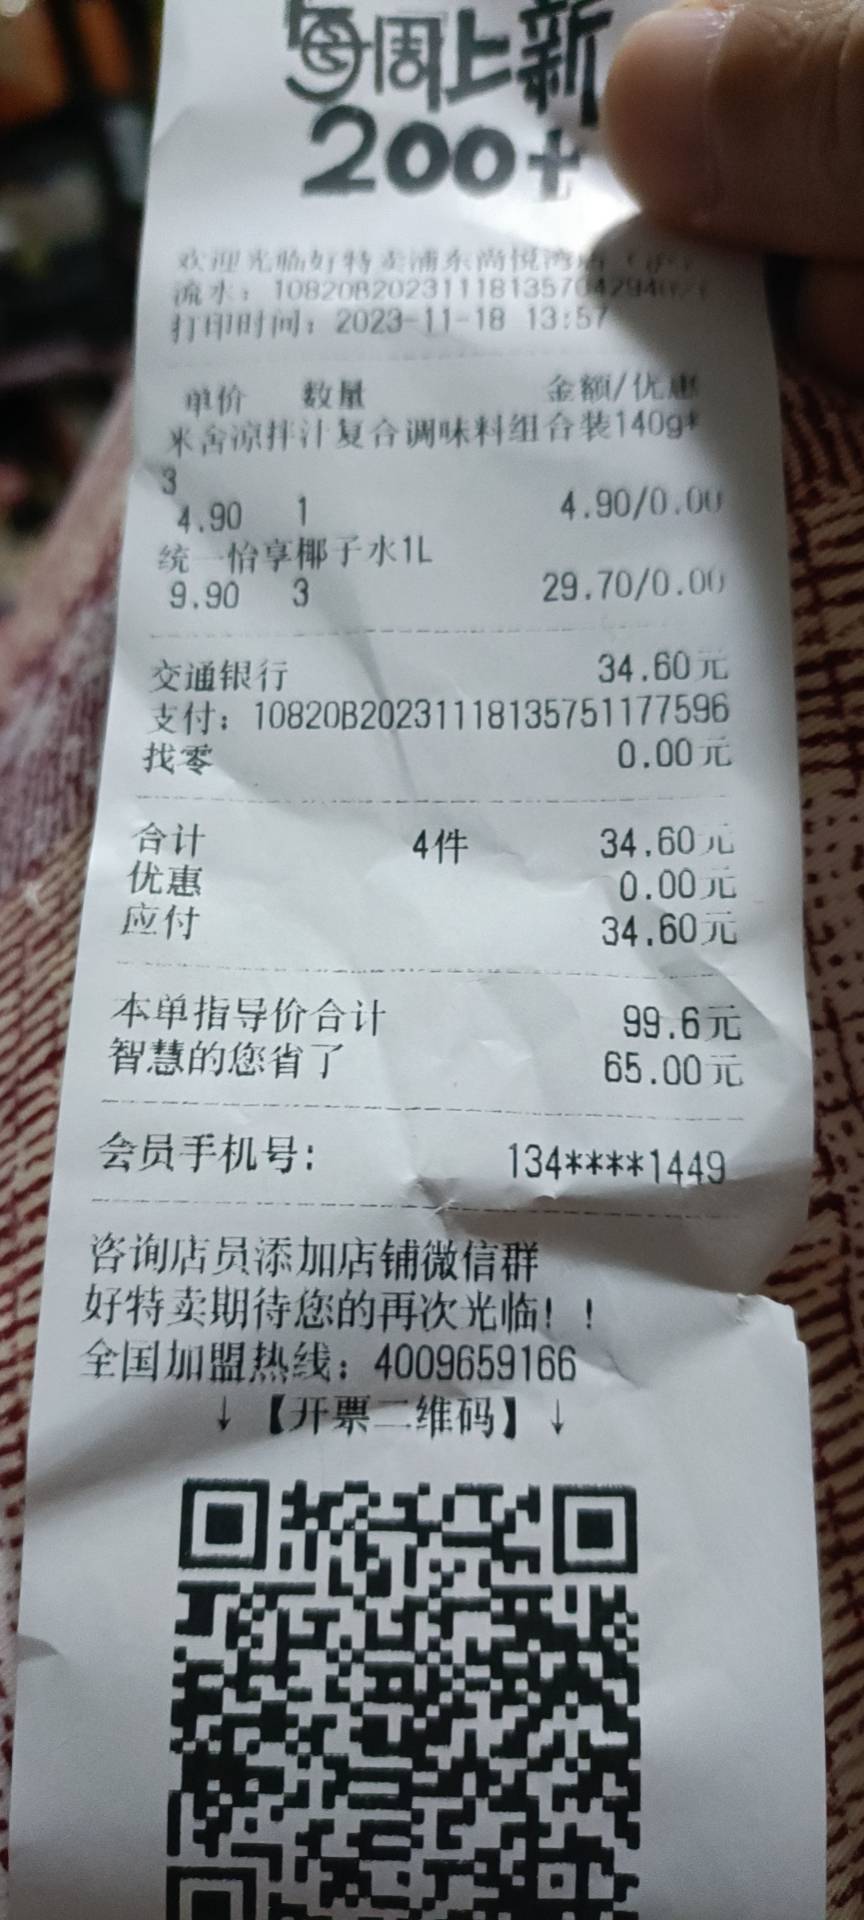 每周上新
200+
欢迎光临好特卖浦东尚悦湾店
流水：10820B20231118135704294
打印时间：2023-11-18 13:57
单价 数量 金额/优惠
米舍凉拌汁复合调味料组合装140g*
3
4.90 1 4.90/0.00
统一怡享椰子水1L
9.90 3 29.70/0.00
交通银行 34.60元
支付：10820B20231118135751177596
找零 0.00元
合计 4件 34.60元
优惠 0.00元
应付 34.60元
本单指导价合计 99.6元
智慧的您省了 65.00元
会员手机号： 134****1449
咨询店员添加店铺微信群
好特卖期待您的再次光临！！
全国加盟热线：4009659166
↓【开票二维码】↓